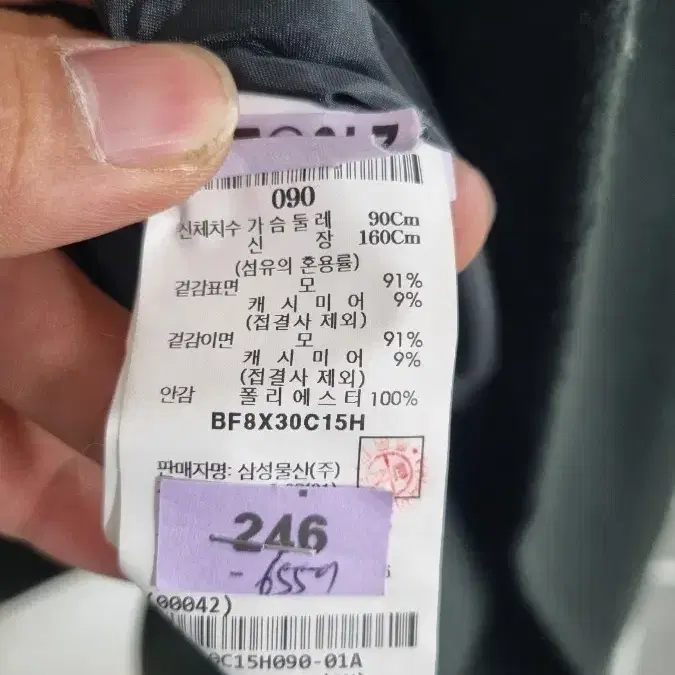 090
신체치수 가 슴 둘 레 90Cm
신 장 160Cm
(섬유의 혼용률)
겉감표면 모 91%
캐 시 미 어 9%
(접결사 제외)
겉감이면 모 91%
캐 시 미 어 9%
(접결사 제외)
안감 폴 리 에 스 터 100%
BF8X30C15H
판매자명: 삼성물산(주)
246
(00042)
0C15H090-01A